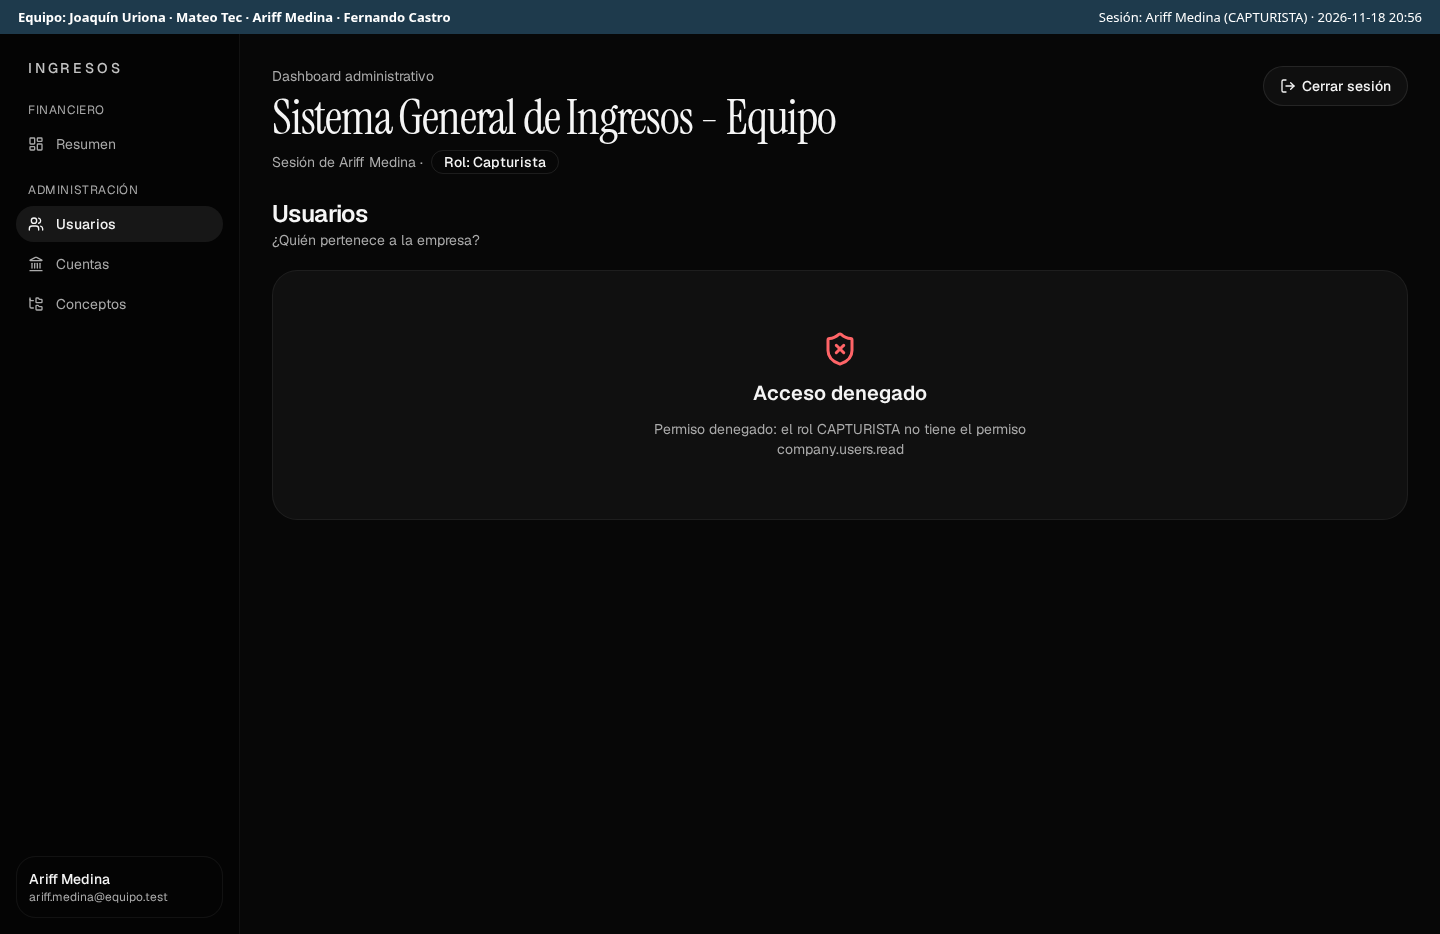 Equipo: Joaquín Uriona · Mateo Tec · Ariff Medina · Fernando Castro
Sesión: Ariff Medina (CAPTURISTA) · 2026-11-18 20:56
INGRESOS
FINANCIERO
Resumen
ADMINISTRACIÓN
Usuarios
Cuentas
Conceptos
Ariff Medina
ariff.medina@equipo.test
Dashboard administrativo
Sistema General de Ingresos - Equipo
Sesión de Ariff Medina · Rol: Capturista
Cerrar sesión
Usuarios
¿Quién pertenece a la empresa?
Acceso denegado
Permiso denegado: el rol CAPTURISTA no tiene el permiso
company.users.read